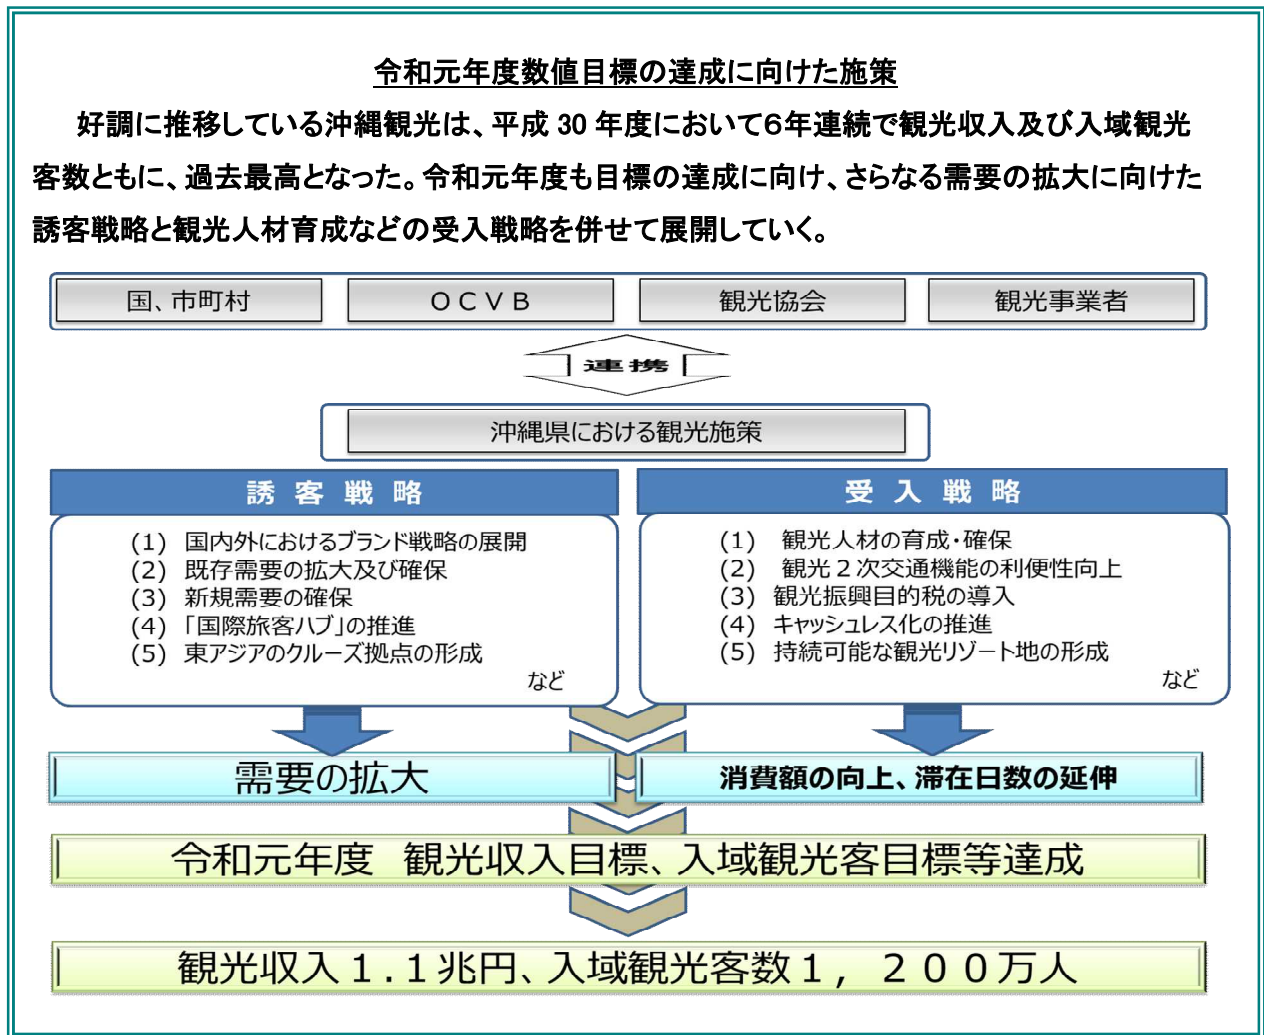 令和元年度数値目標の達成に向けた施策
好調に推移している沖縄観光は、平成 30 年度において６年連続で観光収入及び入域観光
客数ともに、過去最高となった。令和元年度も目標の達成に向け、さらなる需要の拡大に向けた
誘客戦略と観光人材育成などの受入戦略を併せて展開していく。
国、市町村
ＯＣＶＢ
観光協会
観光事業者
連携
沖縄県における観光施策
誘客戦略
(1) 国内外におけるブランド戦略の展開
(2) 既存需要の拡大及び確保
(3) 新規需要の確保
(4) 「国際旅客ハブ」の推進
(5) 東アジアのクルーズ拠点の形成
など
受入戦略
(1) 観光人材の育成・確保
(2) 観光２次交通機能の利便性向上
(3) 観光振興目的税の導入
(4) キャッシュレス化の推進
(5) 持続可能な観光リゾート地の形成
など
需要の拡大
消費額の向上、滞在日数の延伸
令和元年度　観光収入目標、入域観光客目標等達成
観光収入１.１兆円、入域観光客数１，２００万人